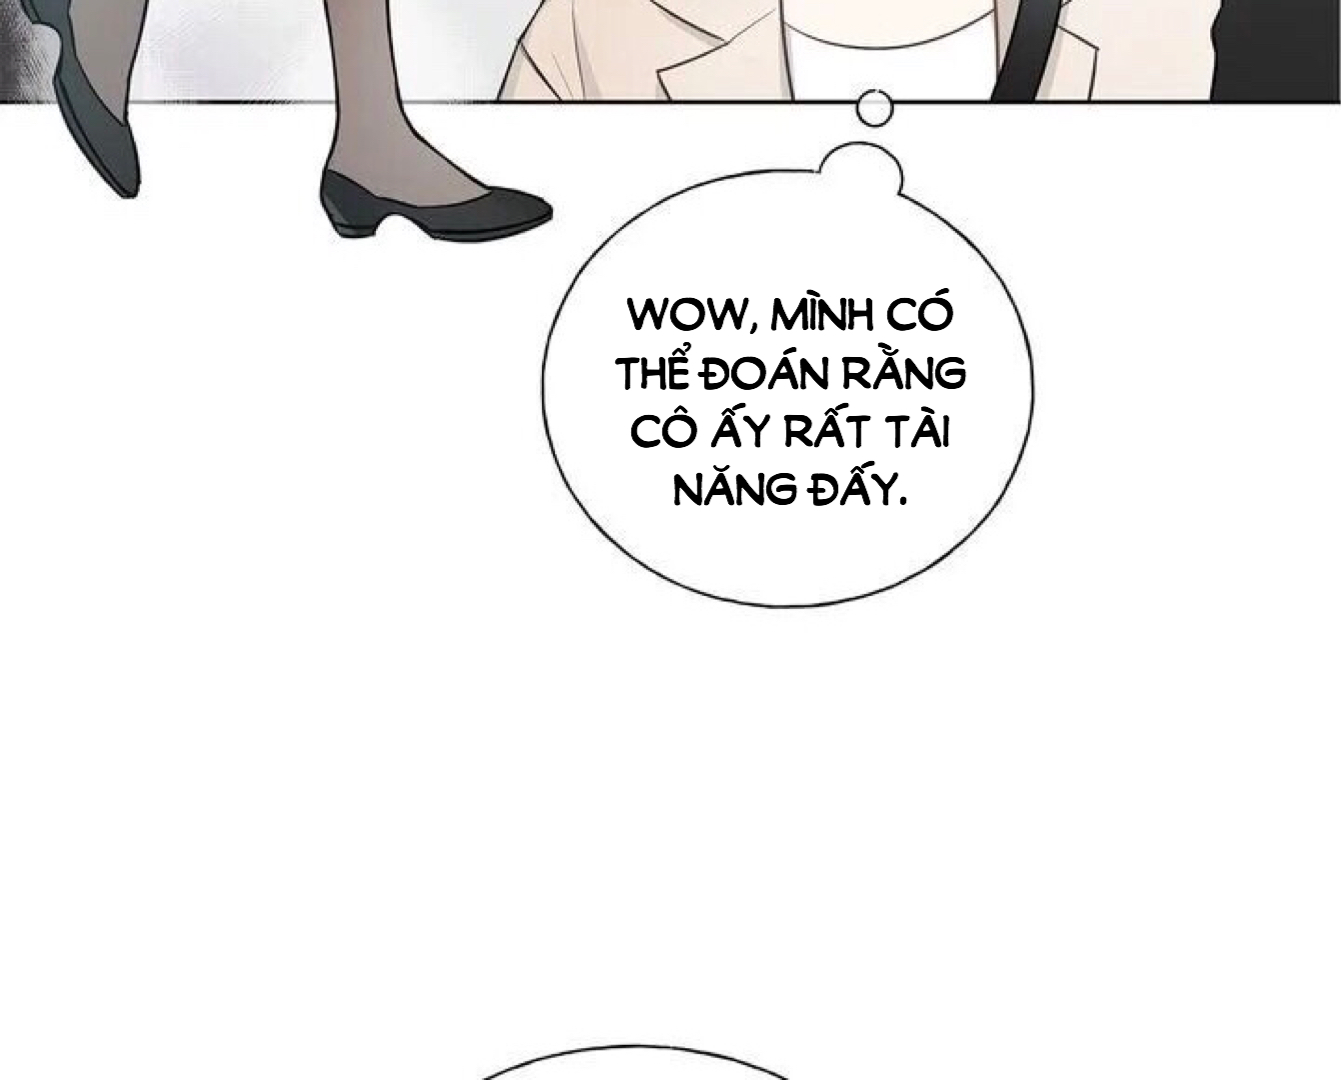 WOW, MÌNH CÓ
THỂ ĐOÁN RẰNG
CÔ ẤY RẤT TÀI
NĂNG ĐẤY.